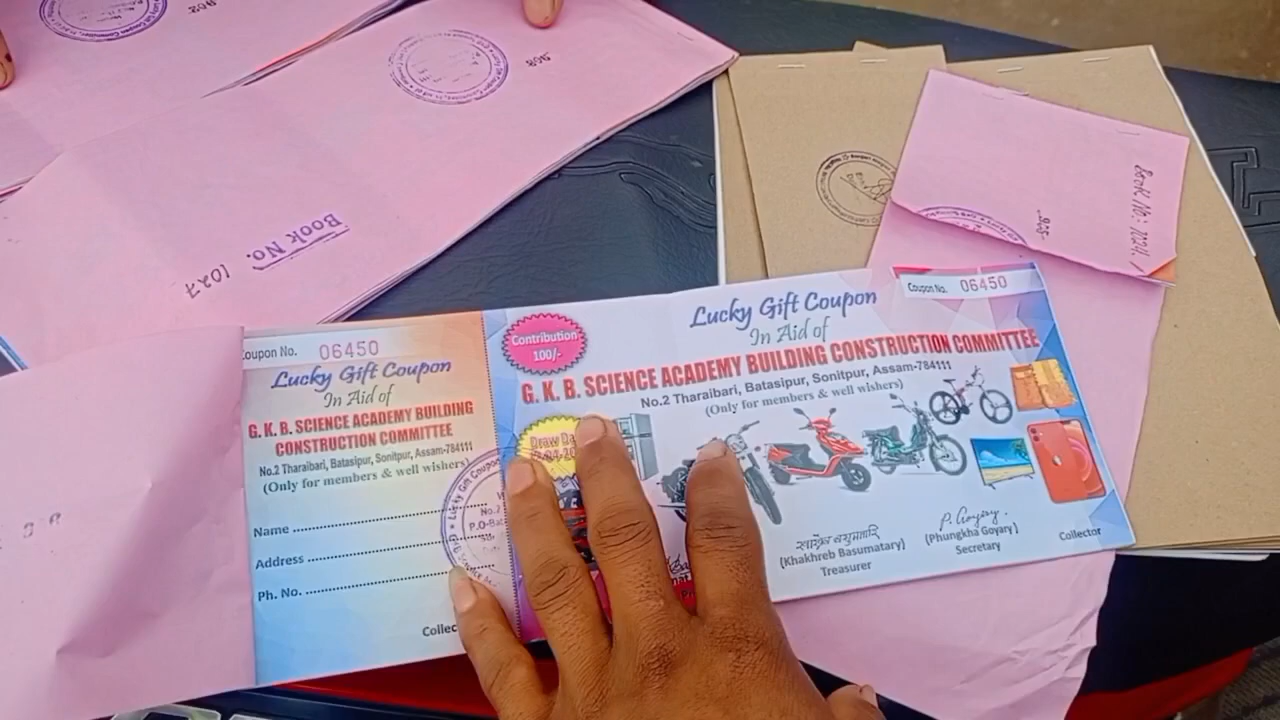 968
Book No.
1027
Book No: 1024
Coupon No. 06450
Lucky Gift Coupon
In Aid of
G. K. B. SCIENCE ACADEMY BUILDING
CONSTRUCTION COMMITTEE
No.2 Tharaibari, Batasipur, Sonitpur, Assam-784111
(Only for members & well wishers)
Name
Address
Ph. No.
Contribution
100/-
Lucky Gift Coupon
In Aid of
Coupon No. 06450
G. K. B. SCIENCE ACADEMY BUILDING CONSTRUCTION COMMITTEE
No.2 Tharaibari, Batasipur, Sonitpur, Assam-784111
(Only for members & well wishers)
Draw
P. Goyary.
(Khakhreb Basumatary)
Treasurer
(Phungkha Goyary)
Secretary
Collector